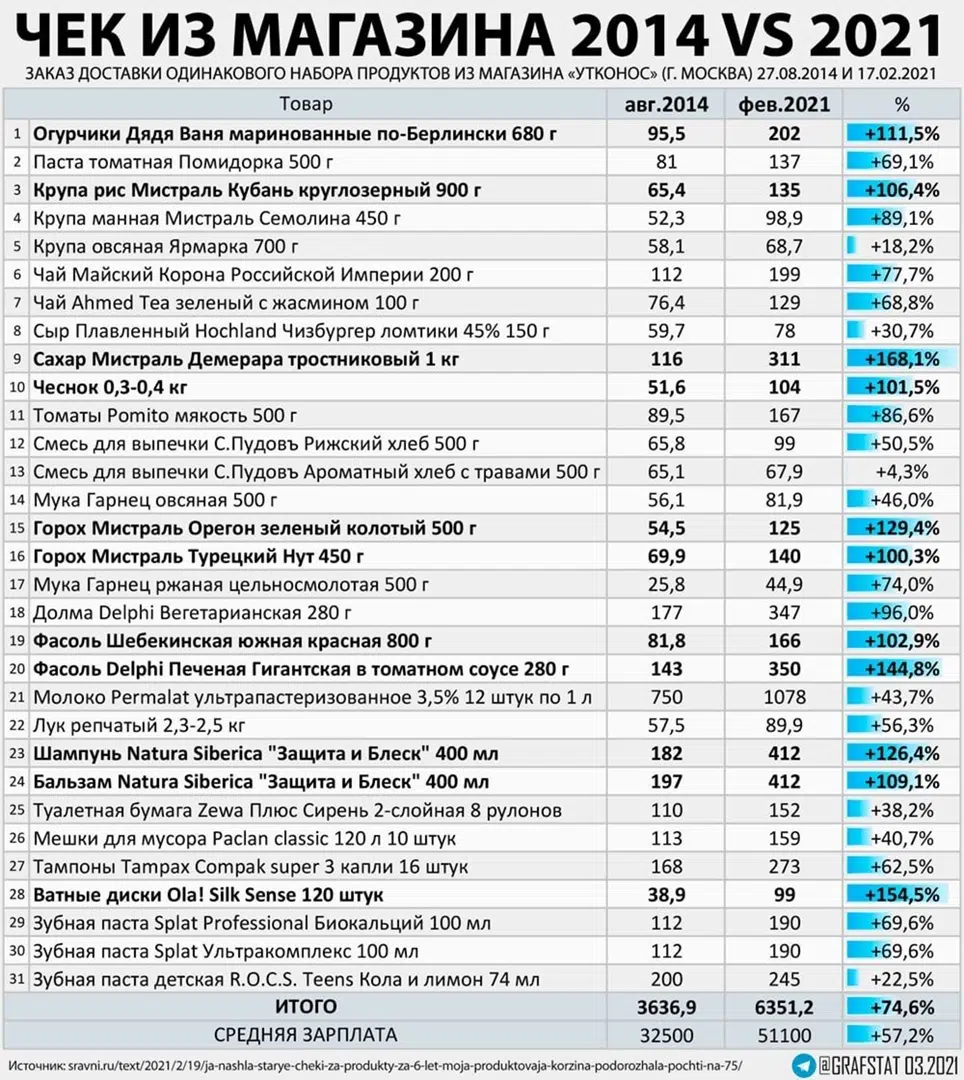 ЧЕК ИЗ МАГАЗИНА 2014 VS 2021
ЗАКАЗ ДОСТАВКИ ОДИНАКОВОГО НАБОРА ПРОДУКТОВ ИЗ МАГАЗИНА «УТКОНОС» (Г. МОСКВА) 27.08.2014 И 17.02.2021
Товар авг.2014 фев.2021 %
1 Огурчики Дядя Ваня маринованные по-Берлински 680 г 95,5 202 +111,5%
2 Паста томатная Помидорка 500 г 81 137 +69,1%
3 Крупа рис Мистраль Кубань круглозерный 900 г 65,4 135 +106,4%
4 Крупа манная Мистраль Семолина 450 г 52,3 98,9 +89,1%
5 Крупа овсяная Ярмарка 700 г 58,1 68,7 +18,2%
6 Чай Майский Корона Российской Империи 200 г 112 199 +77,7%
7 Чай Ahmed Tea зеленый с жасмином 100 г 76,4 129 +68,8%
8 Сыр Плавленный Hochland Чизбургер ломтики 45% 150 г 59,7 78 +30,7%
9 Сахар Мистраль Демерара тростниковый 1 кг 116 311 +168,1%
10 Чеснок 0,3-0,4 кг 51,6 104 +101,5%
11 Томаты Pomito мякость 500 г 89,5 167 +86,6%
12 Смесь для выпечки С.Пудовъ Рижский хлеб 500 г 65,8 99 +50,5%
13 Смесь для выпечки С.Пудовъ Ароматный хлеб с травами 500 г 65,1 67,9 +4,3%
14 Мука Гарнец овсяная 500 г 56,1 81,9 +46,0%
15 Горох Мистраль Орегон зеленый колотый 500 г 54,5 125 +129,4%
16 Горох Мистраль Турецкий Нут 450 г 69,9 140 +100,3%
17 Мука Гарнец ржаная цельносмолотая 500 г 25,8 44,9 +74,0%
18 Долма Delphi Вегетарианская 280 г 177 347 +96,0%
19 Фасоль Шебекинская южная красная 800 г 81,8 166 +102,9%
20 Фасоль Delphi Печеная Гигантская в томатном соусе 280 г 143 350 +144,8%
21 Молоко Permalat ультрапастеризованное 3,5% 12 штук по 1 л 750 1078 +43,7%
22 Лук репчатый 2,3-2,5 кг 57,5 89,9 +56,3%
23 Шампунь Natura Siberica "Защита и Блеск" 400 мл 182 412 +126,4%
24 Бальзам Natura Siberica "Защита и Блеск" 400 мл 197 412 +109,1%
25 Туалетная бумага Zewa Плюс Сирень 2-слойная 8 рулонов 110 152 +38,2%
26 Мешки для мусора Paclan classic 120 л 10 штук 113 159 +40,7%
27 Тампоны Tampax Compak super 3 капли 16 штук 168 273 +62,5%
28 Ватные диски Ola! Silk Sense 120 штук 38,9 99 +154,5%
29 Зубная паста Splat Professional Биокальций 100 мл 112 190 +69,6%
30 Зубная паста Splat Ультракомплекс 100 мл 112 190 +69,6%
31 Зубная паста детская R.O.C.S. Teens Кола и лимон 74 мл 200 245 +22,5%
ИТОГО 3636,9 6351,2 +74,6%
СРЕДНЯЯ ЗАРПЛАТА 32500 51100 +57,2%
Источник: sravni.ru/text/2021/2/19/ja-nashla-starye-cheki-za-produkty-za-6-let-moja-produktovaja-korzina-podorozhala-pochti-na-75/ @GRAFSTAT 03.2021